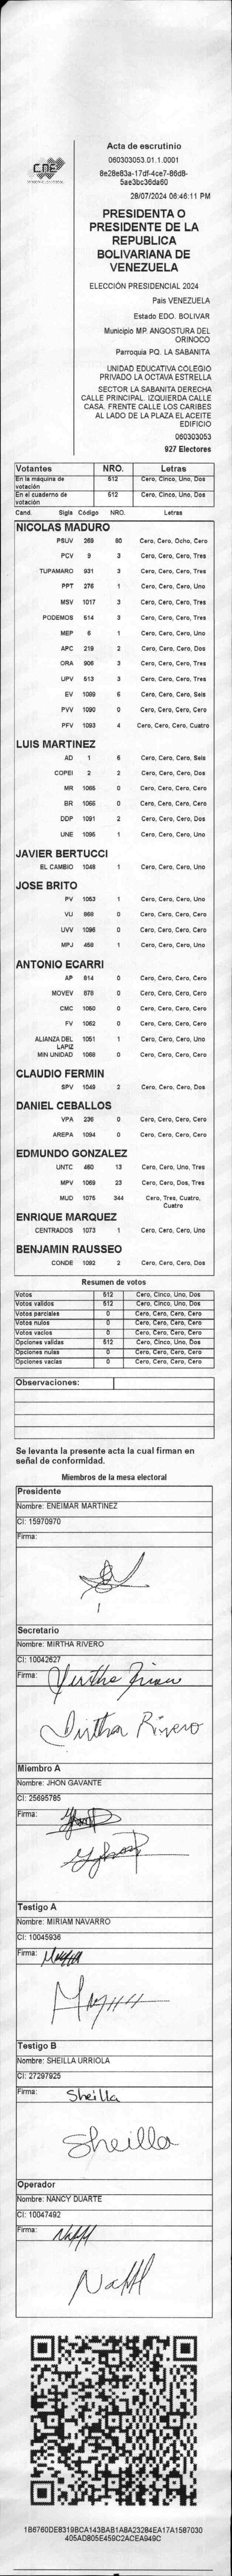 CNE
Acta de escrutinio
060303053.01.1.0001
8e28e83a-17df-4ce7-86d8-
5ae3bc36da60
28/07/2024 06:46:11 PM
PRESIDENTA O
PRESIDENTE DE LA
REPUBLICA
BOLIVARIANA DE
VENEZUELA
ELECCIÓN PRESIDENCIAL 2024
Pais VENEZUELA
Estado EDO. BOLIVAR
Municipio MP. ANGOSTURA DEL
ORINOCO
Parroquia PQ. LA SABANITA
UNIDAD EDUCATIVA COLEGIO
PRIVADO LA OCTAVA ESTRELLA
SECTOR LA SABANITA DERECHA
CALLE PRINCIPAL. IZQUIERDA CALLE
CASA. FRENTE CALLE LOS CARIBES
AL LADO DE LA PLAZA EL ACEITE
EDIFICIO
060303053
927 Electores
Votantes NRO. Letras
En la máquina de votación 512 Cero, Cinco, Uno, Dos
En el cuaderno de votación 512 Cero, Cinco, Uno, Dos
Cand. Sigla Código NRO. Letras
NICOLAS MADURO
PSUV 269 80 Cero, Cero, Ocho, Cero
PCV 9 3 Cero, Cero, Cero, Tres
TUPAMARO 931 3 Cero, Cero, Cero, Tres
PPT 276 1 Cero, Cero, Cero, Uno
MSV 1017 3 Cero, Cero, Cero, Tres
PODEMOS 514 3 Cero, Cero, Cero, Tres
MEP 6 1 Cero, Cero, Cero, Uno
APC 219 2 Cero, Cero, Cero, Dos
ORA 906 3 Cero, Cero, Cero, Tres
UPV 513 3 Cero, Cero, Cero, Tres
EV 1089 6 Cero, Cero, Cero, Seis
PVV 1090 0 Cero, Cero, Cero, Cero
PFV 1093 4 Cero, Cero, Cero, Cuatro
LUIS MARTINEZ
AD 1 6 Cero, Cero, Cero, Seis
COPEI 2 2 Cero, Cero, Cero, Dos
MR 1065 0 Cero, Cero, Cero, Cero
BR 1066 0 Cero, Cero, Cero, Cero
DDP 1091 2 Cero, Cero, Cero, Dos
UNE 1095 1 Cero, Cero, Cero, Uno
JAVIER BERTUCCI
EL CAMBIO 1048 1 Cero, Cero, Cero, Uno
JOSE BRITO
PV 1053 1 Cero, Cero, Cero, Uno
VU 868 0 Cero, Cero, Cero, Cero
UVV 1096 0 Cero, Cero, Cero, Cero
MPJ 458 1 Cero, Cero, Cero, Uno
ANTONIO ECARRI
AP 814 0 Cero, Cero, Cero, Cero
MOVEV 878 0 Cero, Cero, Cero, Cero
CMC 1050 0 Cero, Cero, Cero, Cero
FV 1062 0 Cero, Cero, Cero, Cero
ALIANZA DEL LAPIZ 1051 1 Cero, Cero, Cero, Uno
MIN UNIDAD 1088 0 Cero, Cero, Cero, Cero
CLAUDIO FERMIN
SPV 1049 2 Cero, Cero, Cero, Dos
DANIEL CEBALLOS
VPA 236 0 Cero, Cero, Cero, Cero
AREPA 1094 0 Cero, Cero, Cero, Cero
EDMUNDO GONZALEZ
UNTC 460 13 Cero, Cero, Uno, Tres
MPV 1069 23 Cero, Cero, Dos, Tres
MUD 1075 344 Cero, Tres, Cuatro, Cuatro
ENRIQUE MARQUEZ
CENTRADOS 1073 1 Cero, Cero, Cero, Uno
BENJAMIN RAUSSEO
CONDE 1092 2 Cero, Cero, Cero, Dos
Resumen de votos
Votos 512 Cero, Cinco, Uno, Dos
Votos validos 512 Cero, Cinco, Uno, Dos
Votos parciales 0 Cero, Cero, Cero, Cero
Votos nulos 0 Cero, Cero, Cero, Cero
Votos vacios 0 Cero, Cero, Cero, Cero
Opciones validas 512 Cero, Cinco, Uno, Dos
Opciones nulas 0 Cero, Cero, Cero, Cero
Opciones vacias 0 Cero, Cero, Cero, Cero
Observaciones:
Se levanta la presente acta la cual firman en
señal de conformidad.
Miembros de la mesa electoral
Presidente
Nombre: ENEIMAR MARTINEZ
CI: 15970970
Firma:
Secretario
Nombre: MIRTHA RIVERO
CI: 10042627
Firma:
Mirtha Rivero
Miembro A
Nombre: JHON GAVANTE
CI: 25695785
Firma:
Testigo A
Nombre: MIRIAM NAVARRO
CI: 10045936
Firma:
Testigo B
Nombre: SHEILLA URRIOLA
CI: 27297925
Firma: Sheilla
Sheilla
Operador
Nombre: NANCY DUARTE
CI: 10047492
Firma:
1B6760DE8319BCA143BAB1A8A23284EA17A1587030
405AD805E459C2ACEA949C